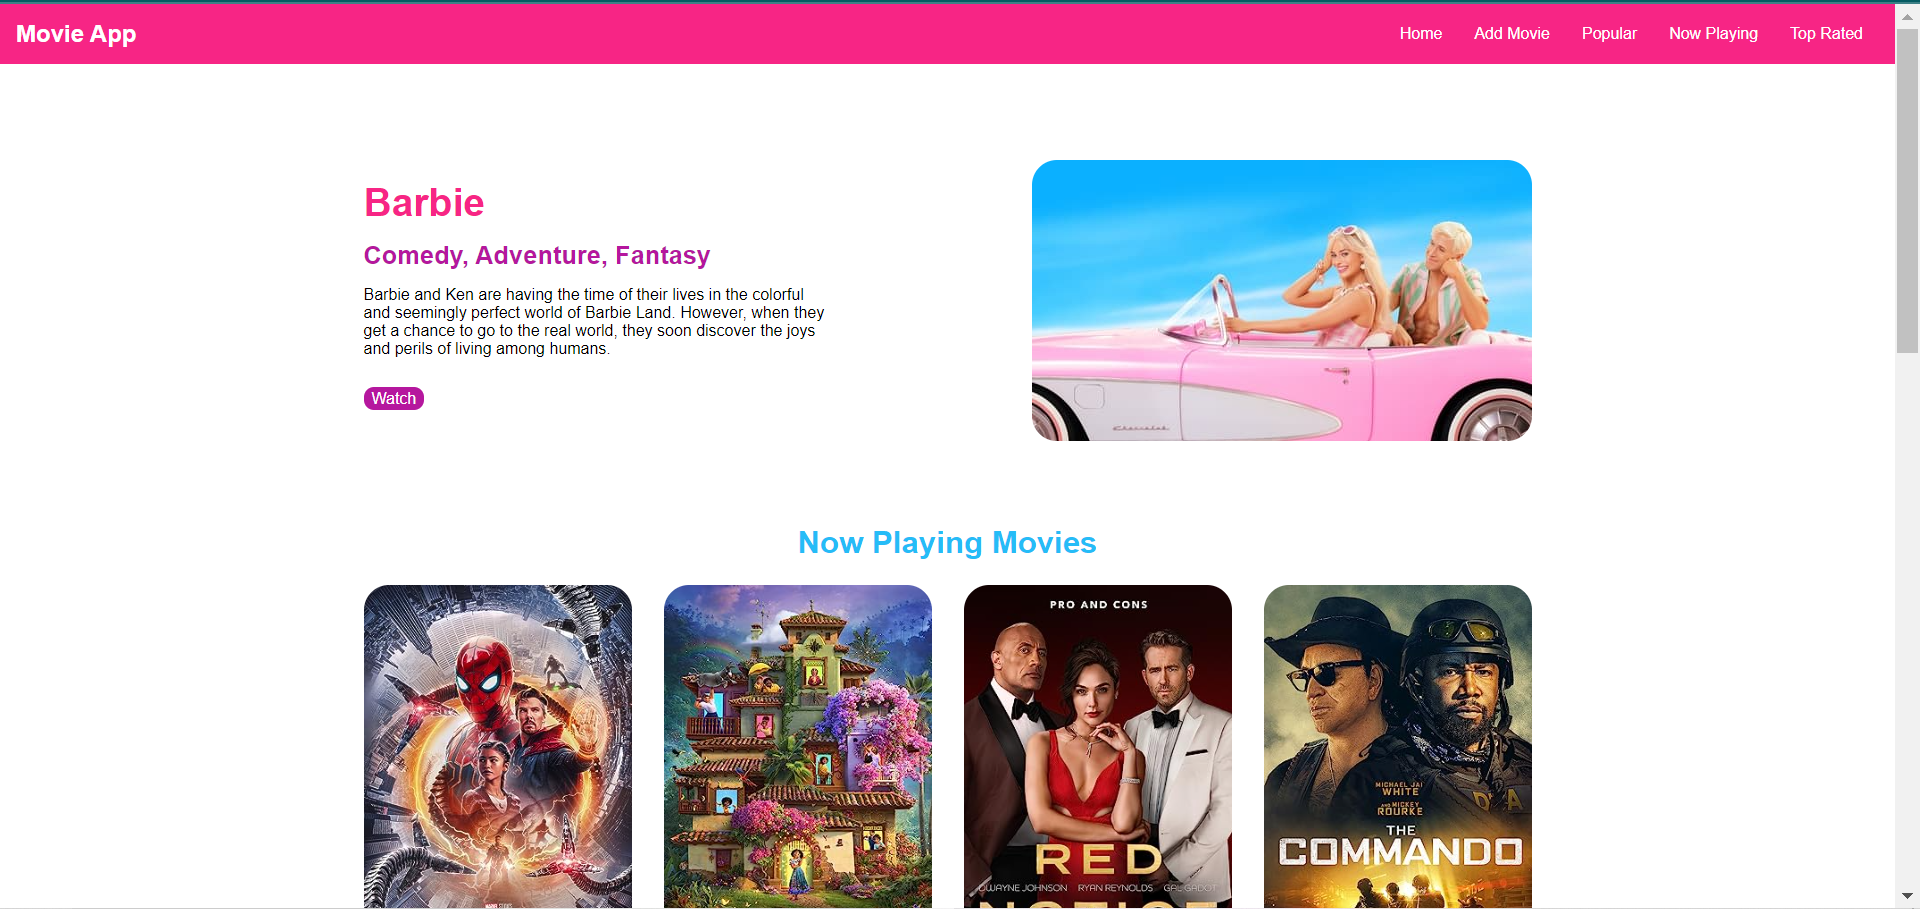 Movie App
Home
Add Movie
Popular
Now Playing
Top Rated
Barbie
Comedy, Adventure, Fantasy
Barbie and Ken are having the time of their lives in the colorful
and seemingly perfect world of Barbie Land. However, when they
get a chance to go to the real world, they soon discover the joys
and perils of living among humans.
Watch
Chevrolet
Now Playing Movies
MARVEL STUDIOS
PRO AND CONS
RED
DWAYNE JOHNSON RYAN REYNOLDS GAL GADOT
NOTICE
MICHAEL JAI
WHITE
AND MICKEY
ROURKE
THE
COMMANDO